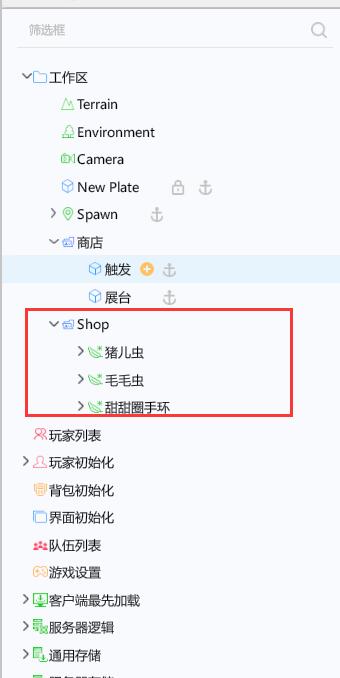 筛选框
工作区
Terrain
Environment
Camera
New Plate
Spawn
商店
触发
展台
Shop
猪儿虫
毛毛虫
甜甜圈手环
玩家列表
玩家初始化
背包初始化
界面初始化
队伍列表
游戏设置
客户端最先加载
服务器逻辑
通用存储